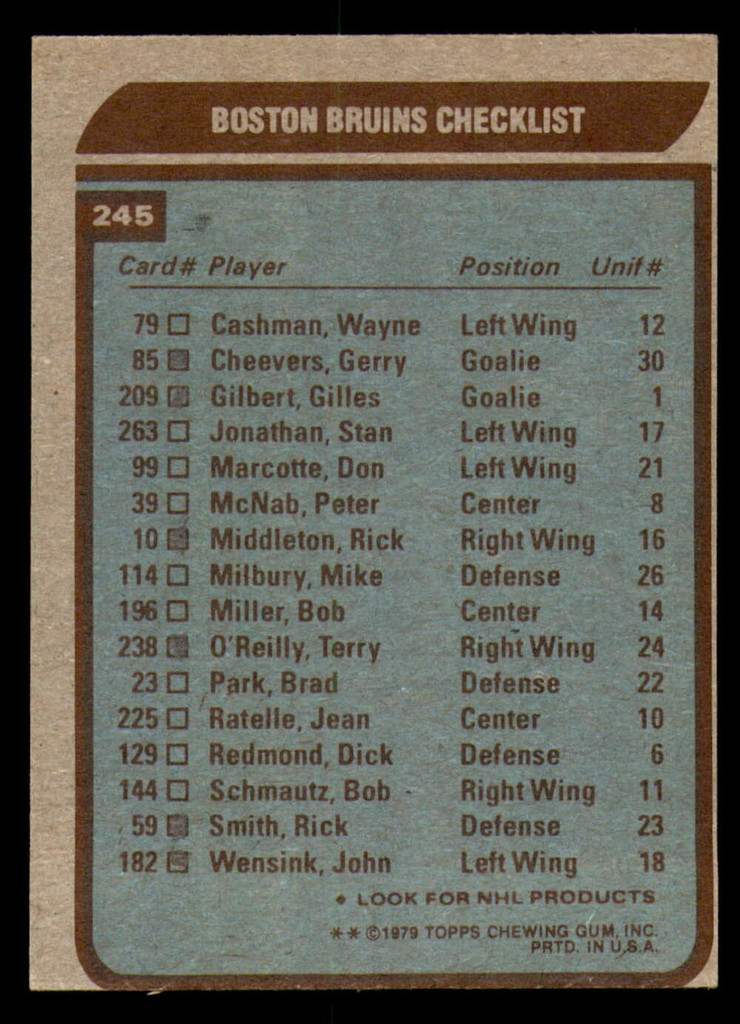 BOSTON BRUINS CHECKLIST
245
Card# Player Position Unif#
79 □ Cashman, Wayne Left Wing 12
85 ■ Cheevers, Gerry Goalie 30
209 ■ Gilbert, Gilles Goalie 1
263 □ Jonathan, Stan Left Wing 17
99 □ Marcotte, Don Left Wing 21
39 □ McNab, Peter Center 8
10 ■ Middleton, Rick Right Wing 16
114 □ Milbury, Mike Defense 26
196 □ Miller, Bob Center 14
238 ■ O'Reilly, Terry Right Wing 24
23 □ Park, Brad Defense 22
225 □ Ratelle, Jean Center 10
129 □ Redmond, Dick Defense 6
144 □ Schmautz, Bob Right Wing 11
59 ■ Smith, Rick Defense 23
182 ■ Wensink, John Left Wing 18
• LOOK FOR NHL PRODUCTS
** ©1979 TOPPS CHEWING GUM, INC.
PRTD. IN U.S.A.